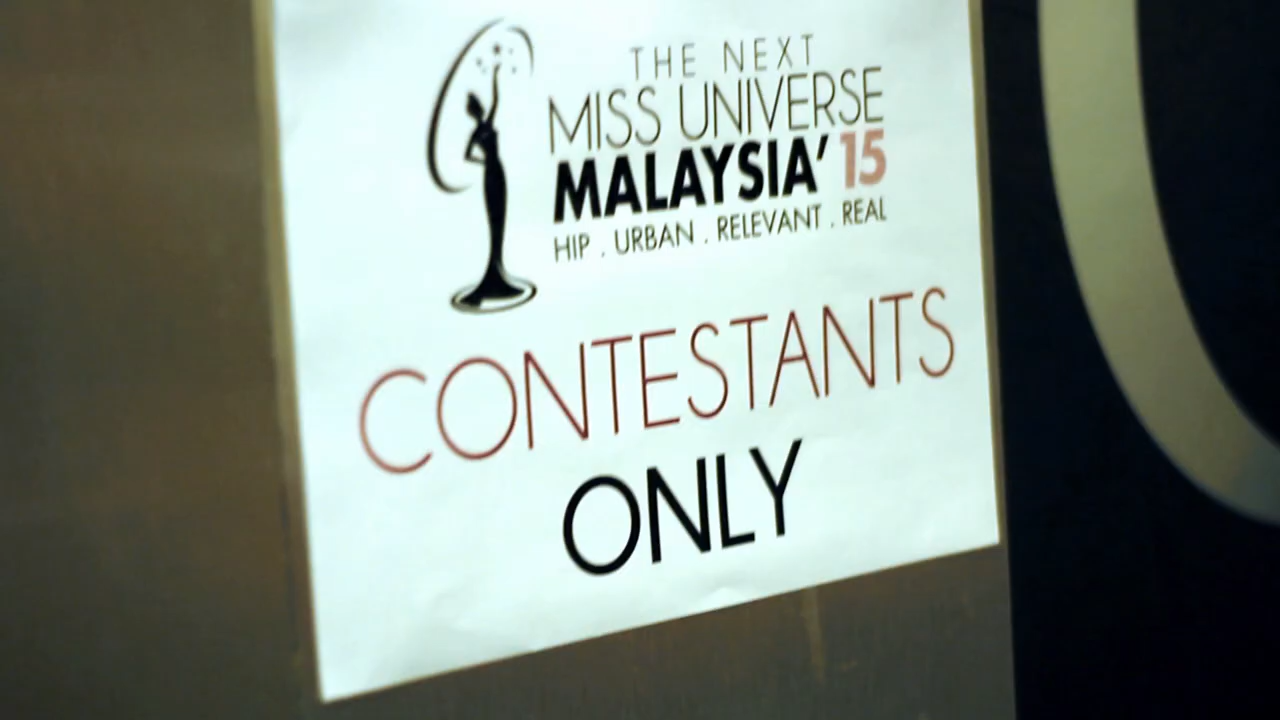 THE NEXT
MISS UNIVERSE
MALAYSIA'15
HIP . URBAN . RELEVANT . REAL
CONTESTANTS
ONLY